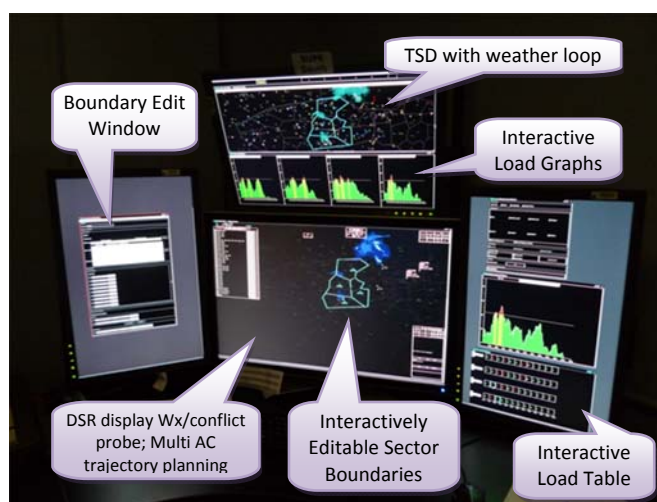 TSD with weather loop
Boundary Edit
Window
Interactive
Load Graphs
DSR display Wx/conflict
probe; Multi AC
trajectory planning
Interactively
Editable Sector
Boundaries
Interactive
Load Table